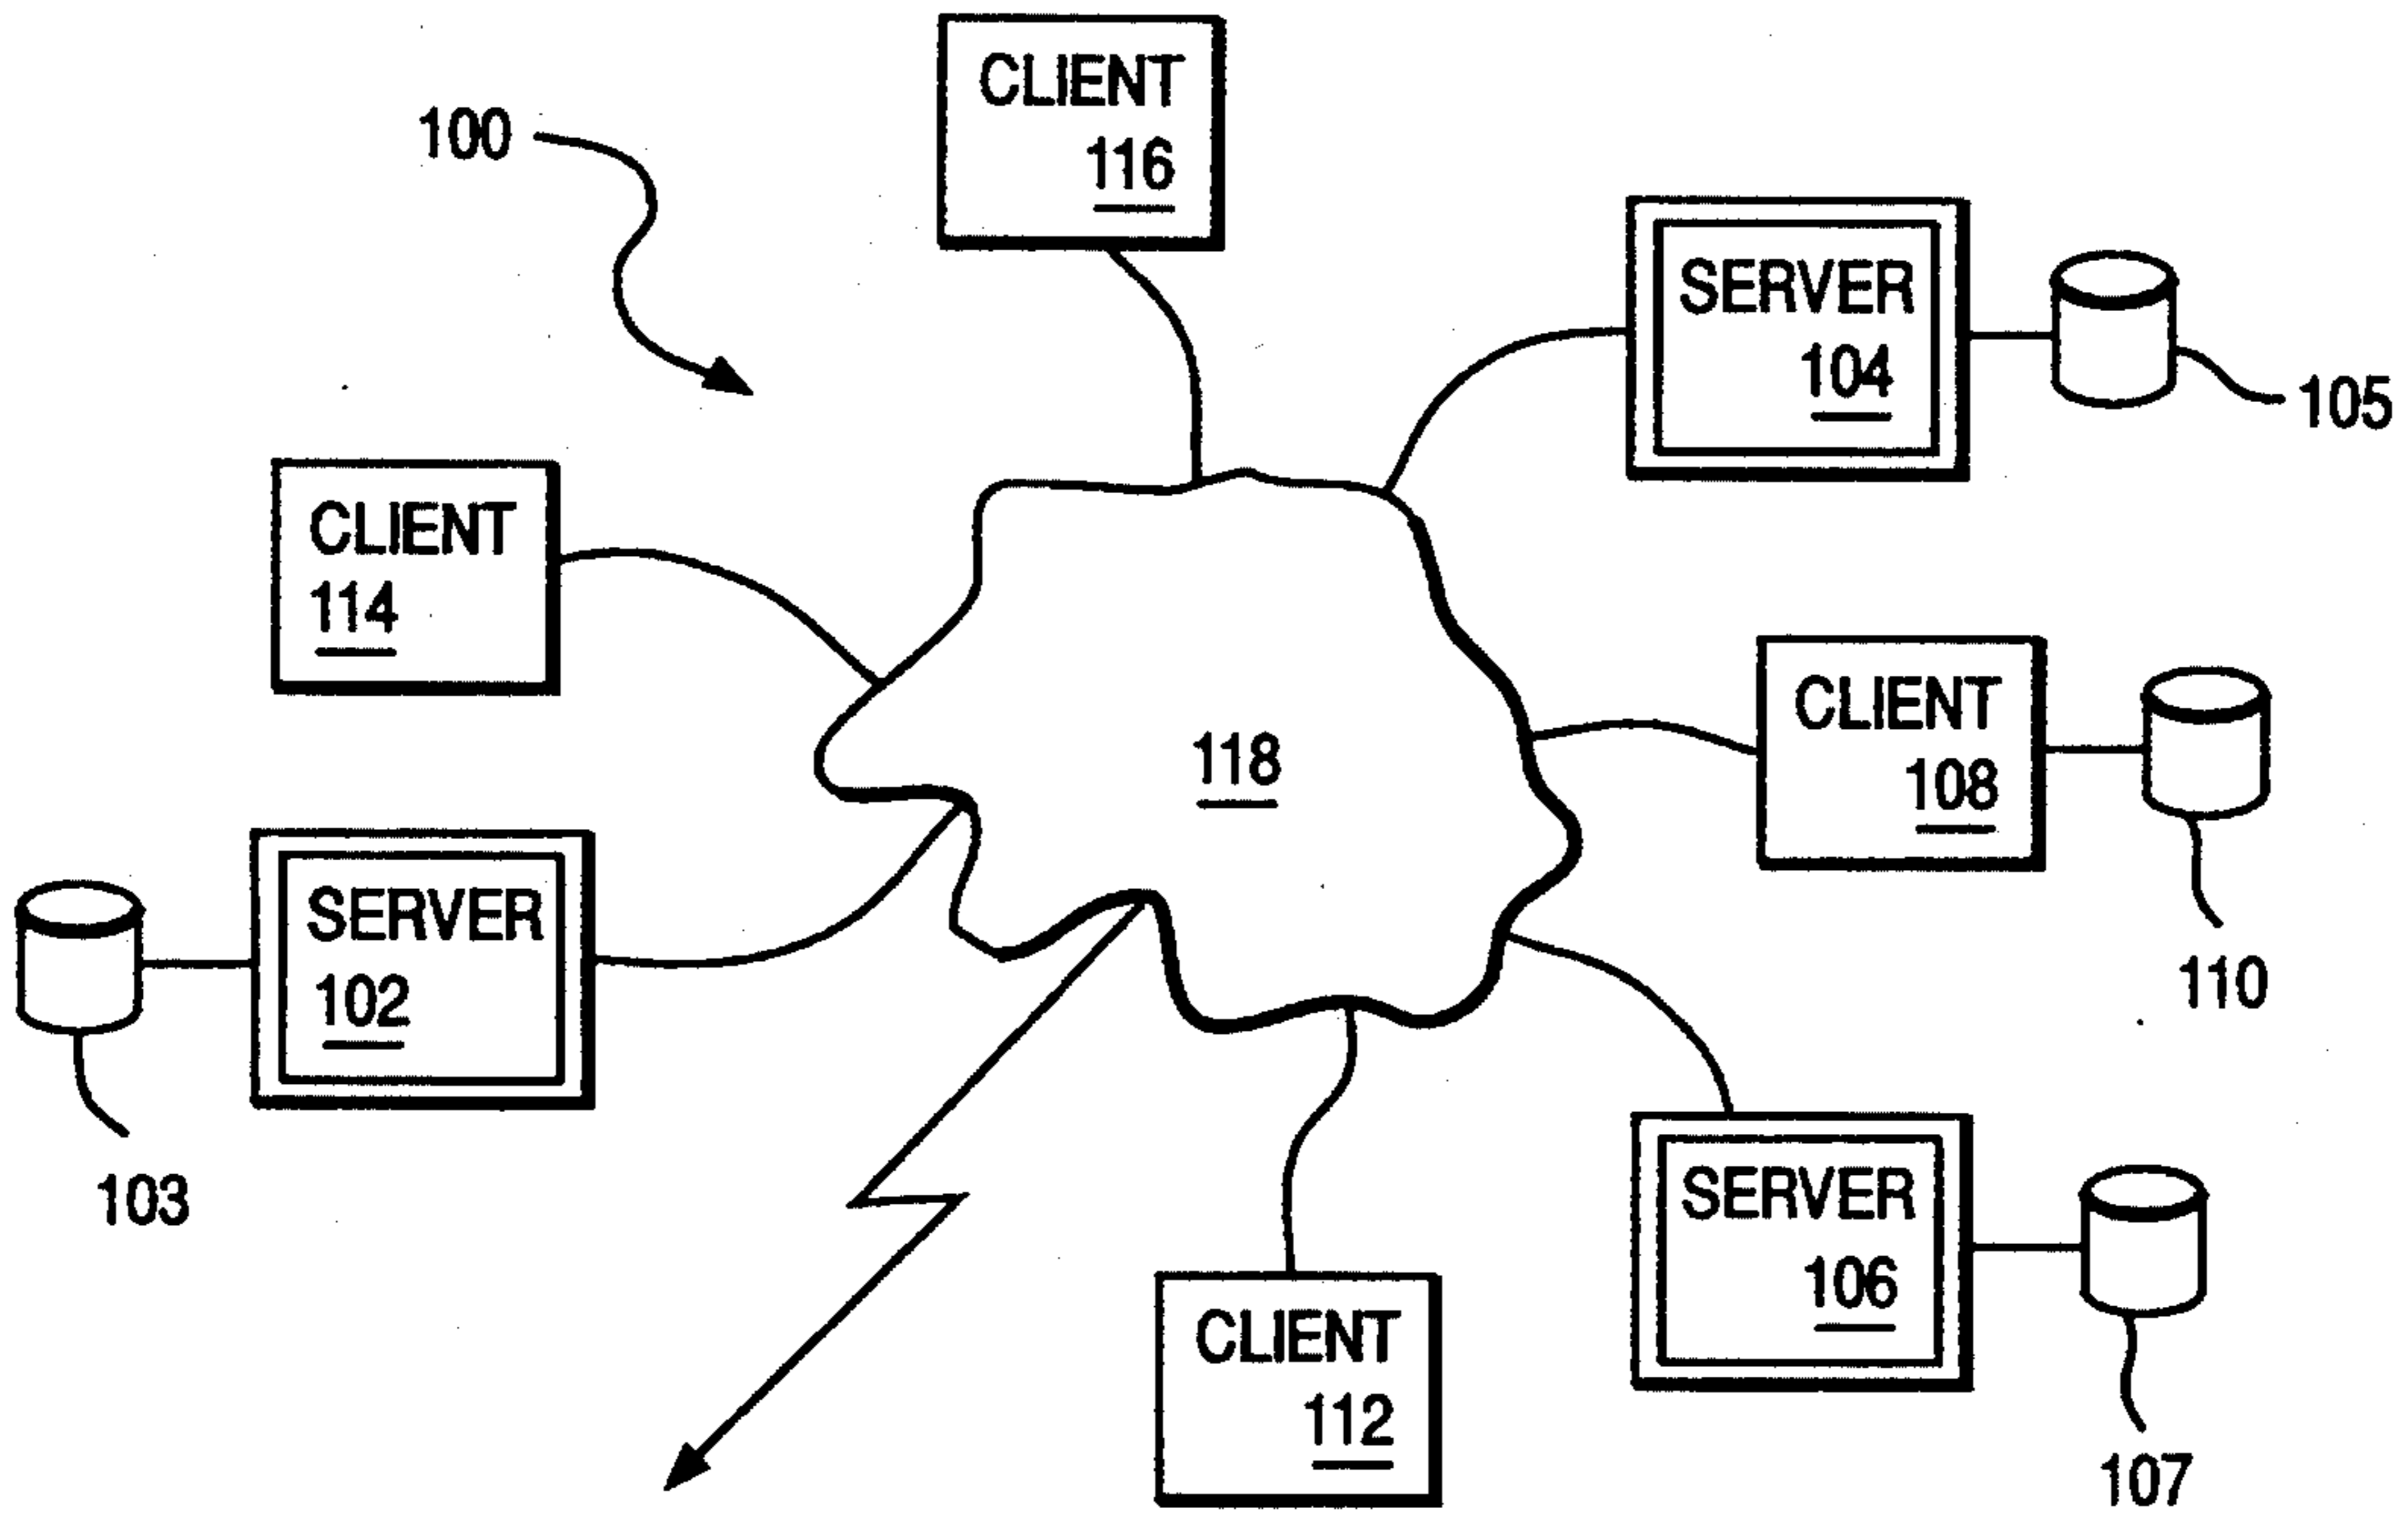 CLIENT
116
100
SERVER
104
105
CLIENT
114
CLIENT
108
118
110
SERVER
102
103
SERVER
106
CLIENT
112
107